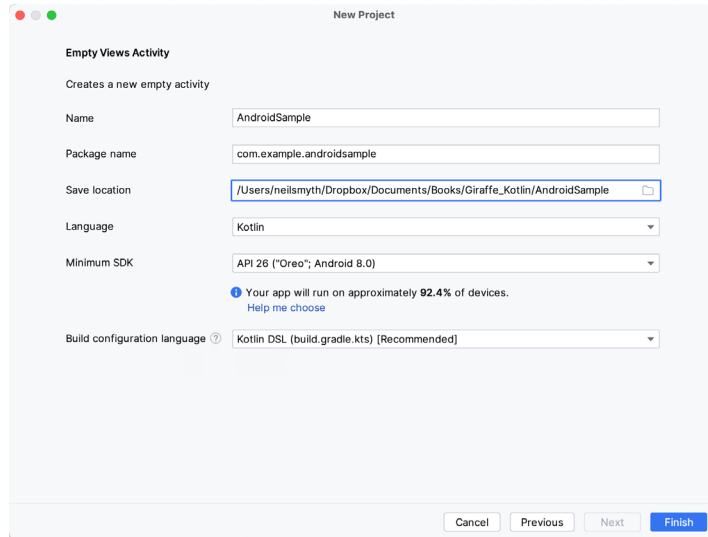 New Project
Empty Views Activity
Creates a new empty activity
Name
AndroidSample
Package name
com.example.androidsample
Save location
/Users/neilsmyth/Dropbox/Documents/Books/Giraffe_Kotlin/AndroidSample
Language
Kotlin
Minimum SDK
API 26 ("Oreo"; Android 8.0)
Your app will run on approximately 92.4% of devices.
Help me choose
Build configuration language ?
Kotlin DSL (build.gradle.kts) [Recommended]
Cancel Previous Next Finish